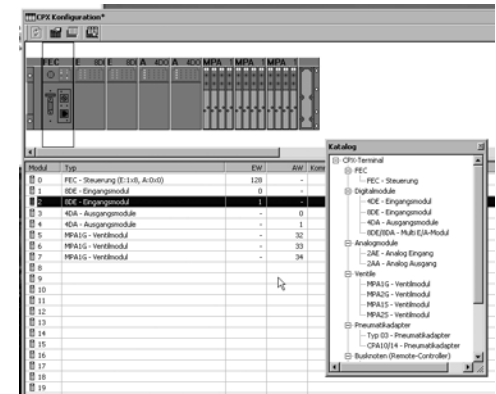 CPX Konfiguration*
FEC E 8DI E 8DI A 4DO A 4DO MPA 1 MPA 1 MPA 1
Modul Typ EW AW Komm
0 FEC - Steuerung (E:1x8, A:0x0) 128 -
1 8DE - Eingangsmodul 0 -
2 8DE - Eingangsmodul 1 -
3 4DA - Ausgangsmodule - 0
4 4DA - Ausgangsmodule - 1
5 MPA1G - Ventilmodul - 32
6 MPA1G - Ventilmodul - 33
7 MPA1G - Ventilmodul - 34
8
9
10
11
12
13
14
15
16
17
18
19
Katalog
CPX-Terminal
FEC
FEC - Steuerung
Digitalmodule
4DE - Eingangsmodul
8DE - Eingangsmodul
4DA - Ausgangsmodul
8DE/8DA - Multi E/A-Modul
Analogmodule
2AE - Analog Eingang
2AA - Analog Ausgang
Ventile
MPA1G - Ventilmodul
MPA2G - Ventilmodul
MPA1S - Ventilmodul
MPA2S - Ventilmodul
Pneumatikadapter
Typ 03 - Pneumatikadapter
CPA10/14 - Pneumatikadapter
Busknoten (Remote-Controller)